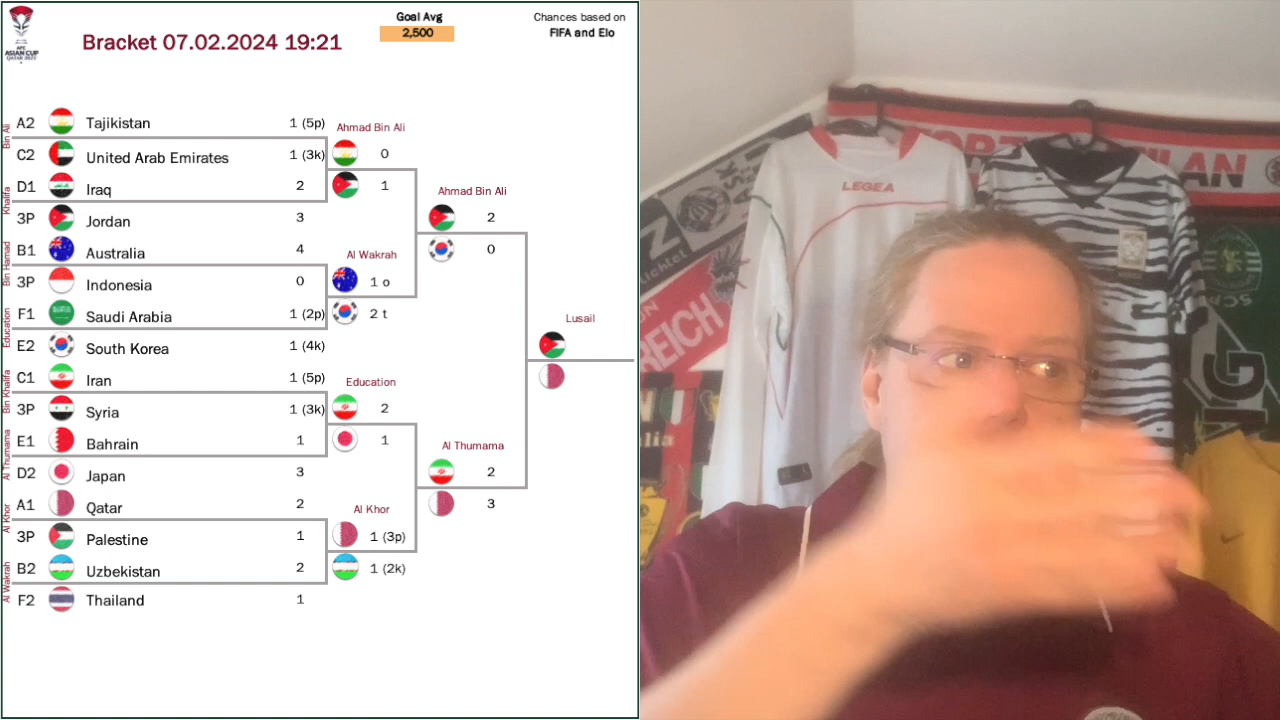 AFC
ASIAN CUP
QATAR 2023
Bracket 07.02.2024 19:21
Goal Avg
2,500
Chances based on
FIFA and Elo
Bin Ali
A2 Tajikistan 1 (5p)
C2 United Arab Emirates 1 (3k)
Khalifa
D1 Iraq 2
3P Jordan 3
Bin Hamad
B1 Australia 4
3P Indonesia 0
Education
F1 Saudi Arabia 1 (2p)
E2 South Korea 1 (4k)
Bin Khalifa
C1 Iran 1 (5p)
3P Syria 1 (3k)
Al Thumama
E1 Bahrain 1
D2 Japan 3
Al Khor
A1 Qatar 2
3P Palestine 1
Al Wakrah
B2 Uzbekistan 2
F2 Thailand 1
Ahmad Bin Ali
0
1
Al Wakrah
1 o
2 t
Education
2
1
Al Khor
1 (3p)
1 (2k)
Ahmad Bin Ali
2
0
Al Thumama
2
3
Lusail
LEGEA
REICH